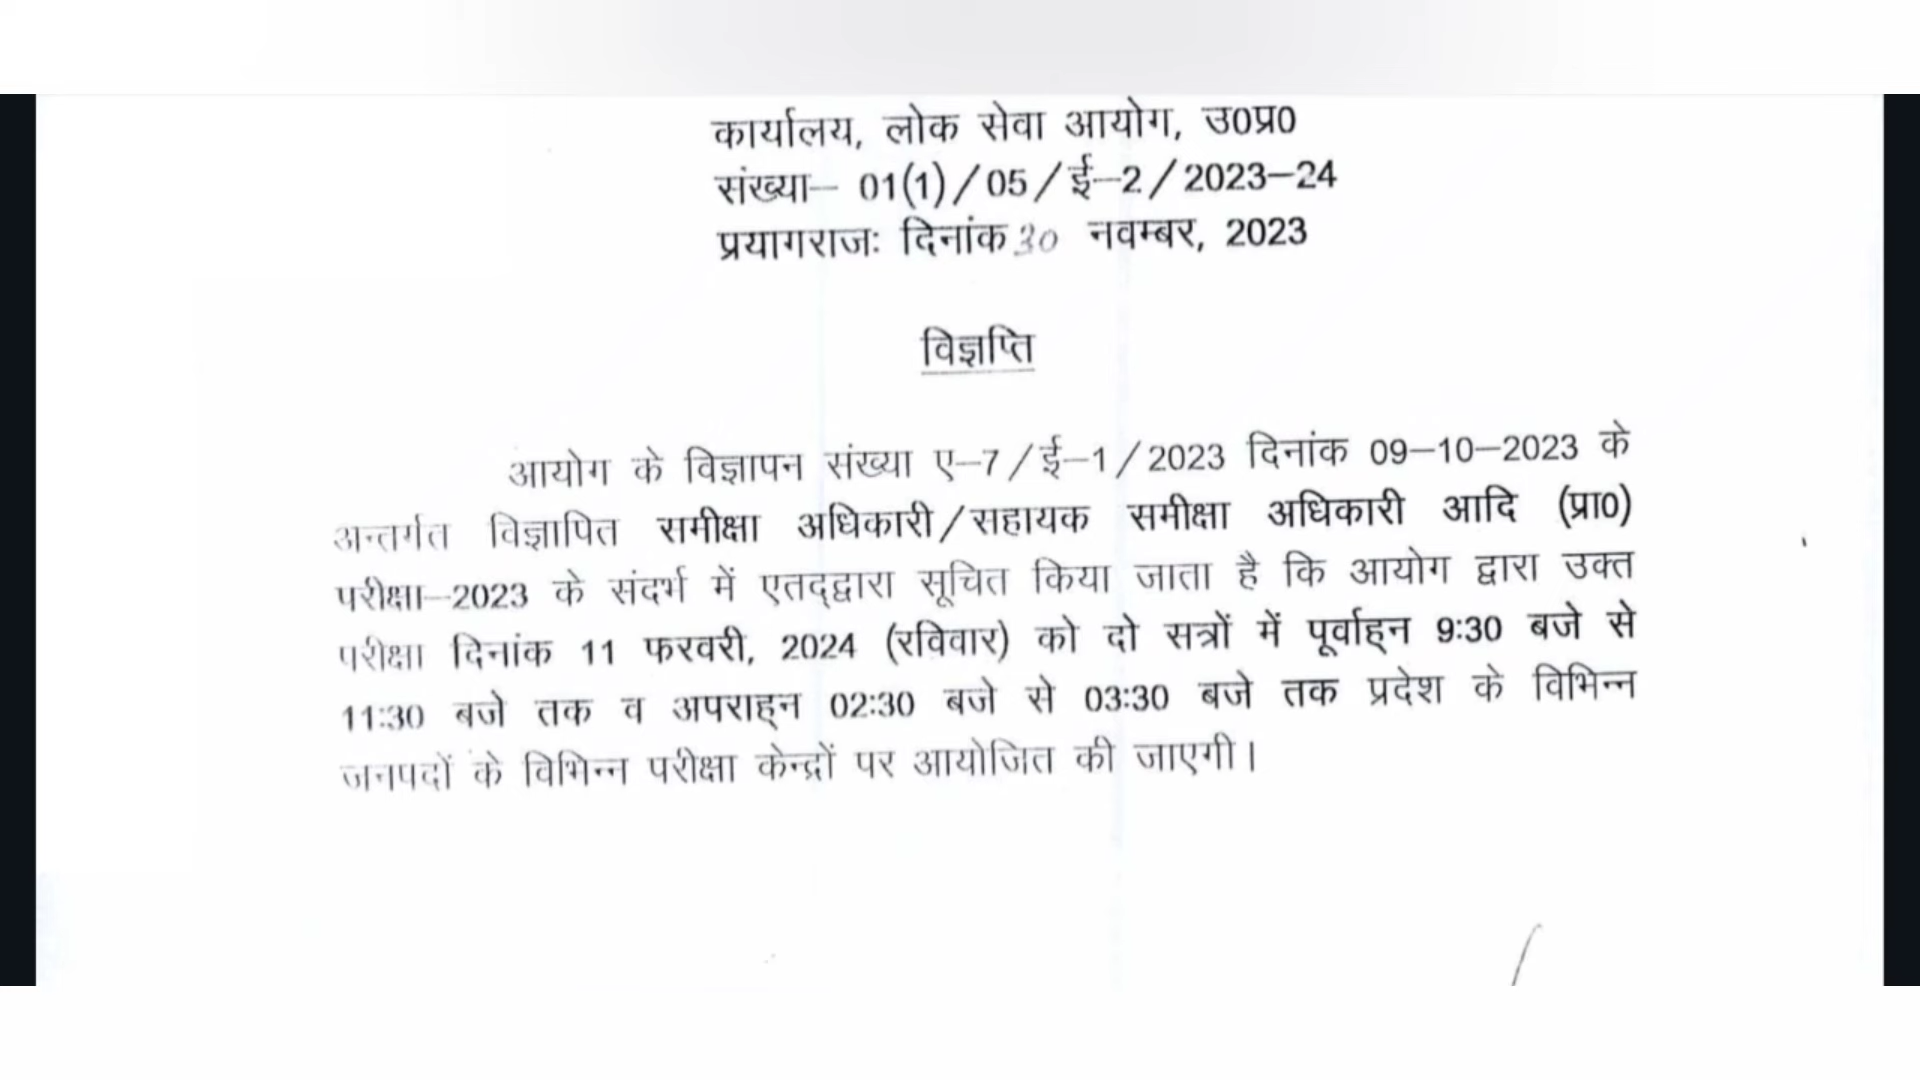 कार्यालय, लोक सेवा आयोग, उ0प्र0
संख्या– 01(1)/05/ई–2/2023–24
प्रयागराजः दिनांक 30 नवम्बर, 2023
विज्ञप्ति
आयोग के विज्ञापन संख्या ए–7/ई–1/2023 दिनांक 09–10–2023 के
अन्तर्गत विज्ञापित समीक्षा अधिकारी/सहायक समीक्षा अधिकारी आदि (प्रा0)
परीक्षा–2023 के संदर्भ में एतद्द्वारा सूचित किया जाता है कि आयोग द्वारा उक्त
परीक्षा दिनांक 11 फरवरी, 2024 (रविवार) को दो सत्रों में पूर्वाह्न 9:30 बजे से
11:30 बजे तक व अपराह्न 02:30 बजे से 03:30 बजे तक प्रदेश के विभिन्न
जनपदों के विभिन्न परीक्षा केन्द्रों पर आयोजित की जाएगी।